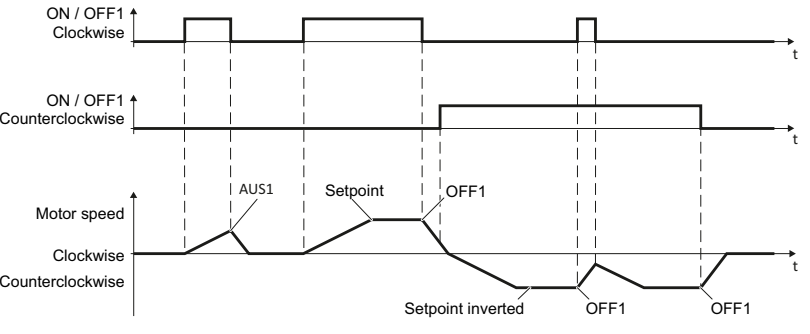 ON / OFF1
Clockwise
t
ON / OFF1
Counterclockwise
t
AUS1
Setpoint
OFF1
Motor speed
Clockwise
t
Counterclockwise
Setpoint inverted
OFF1
OFF1